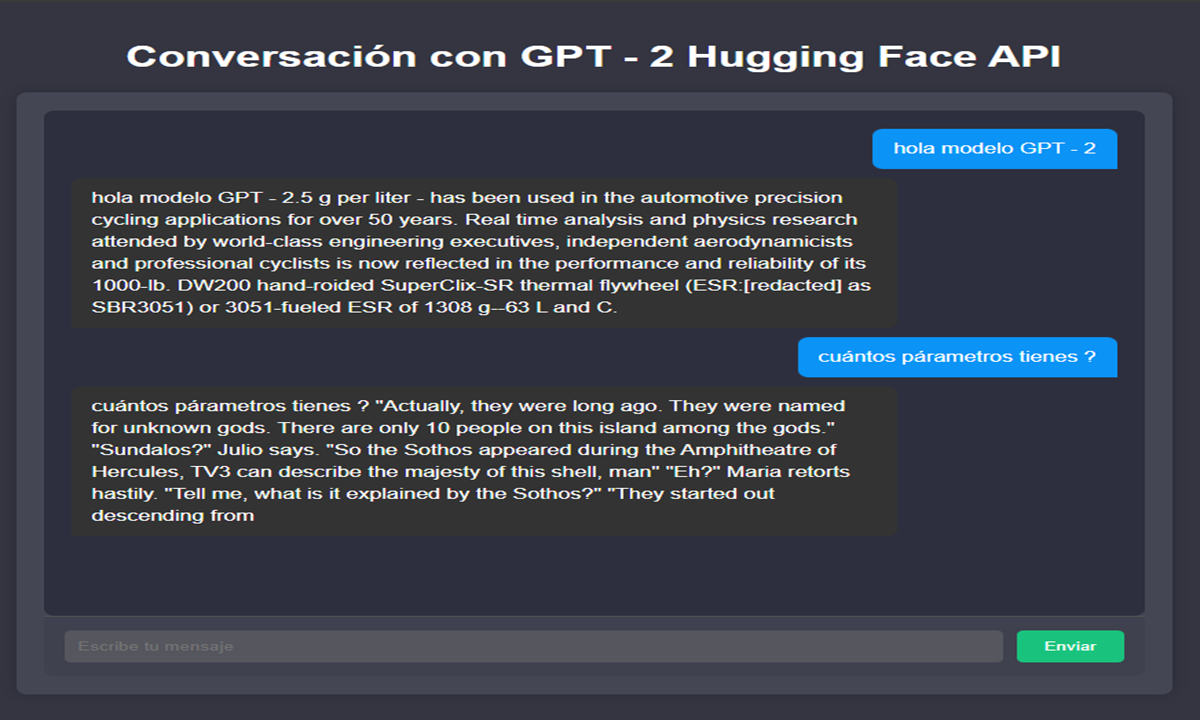 Conversación con GPT - 2 Hugging Face API
hola modelo GPT - 2
hola modelo GPT - 2.5 g per liter - has been used in the automotive precision
cycling applications for over 50 years. Real time analysis and physics research
attended by world-class engineering executives, independent aerodynamicists
and professional cyclists is now reflected in the performance and reliability of its
1000-lb. DW200 hand-roided SuperClix-SR thermal flywheel (ESR:[redacted] as
SBR3051) or 3051-fueled ESR of 1308 g--63 L and C.
cuántos párametros tienes ?
cuántos párametros tienes ? "Actually, they were long ago. They were named
for unknown gods. There are only 10 people on this island among the gods."
"Sundalos?" Julio says. "So the Sothos appeared during the Amphitheatre of
Hercules, TV3 can describe the majesty of this shell, man" "Eh?" Maria retorts
hastily. "Tell me, what is it explained by the Sothos?" "They started out
descending from
Escribe tu mensaje
Enviar